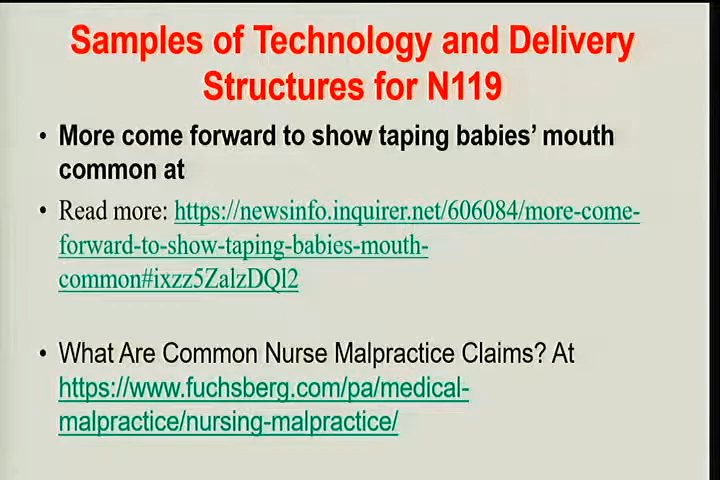 Samples of Technology and Delivery
Structures for N119
• More come forward to show taping babies’ mouth
common at
• Read more: https://newsinfo.inquirer.net/606084/more-come-
forward-to-show-taping-babies-mouth-
common#ixzz5ZalzDQl2
• What Are Common Nurse Malpractice Claims? At
https://www.fuchsberg.com/pa/medical-
malpractice/nursing-malpractice/